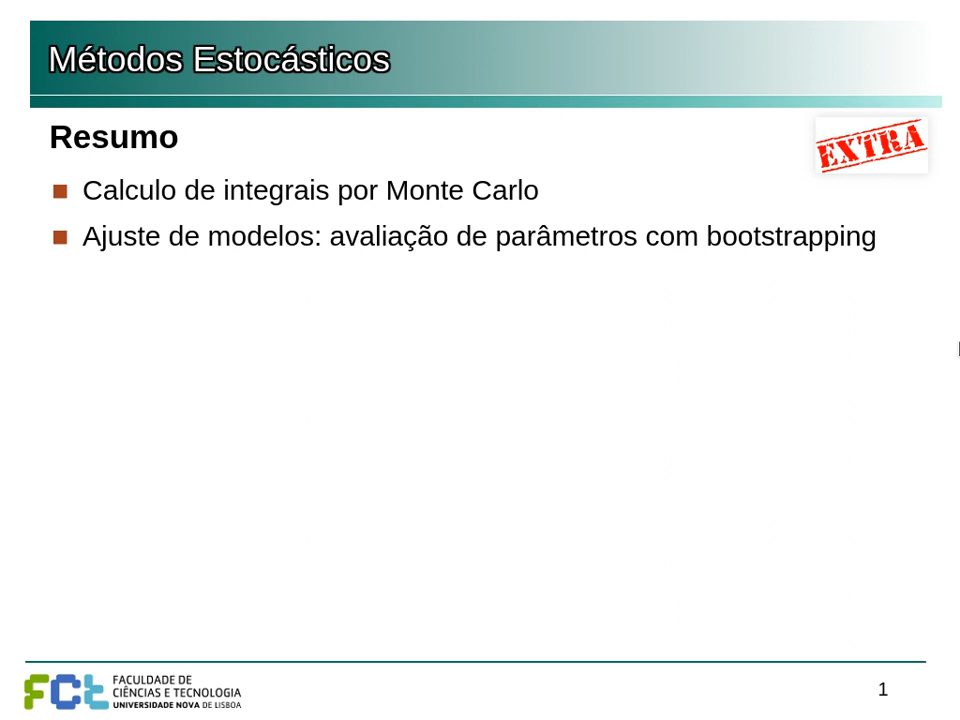 Métodos Estocásticos
Resumo
EXTRA
Calculo de integrais por Monte Carlo
Ajuste de modelos: avaliação de parâmetros com bootstrapping
FCt
FACULDADE DE
CIÊNCIAS E TECNOLOGIA
UNIVERSIDADE NOVA DE LISBOA
1